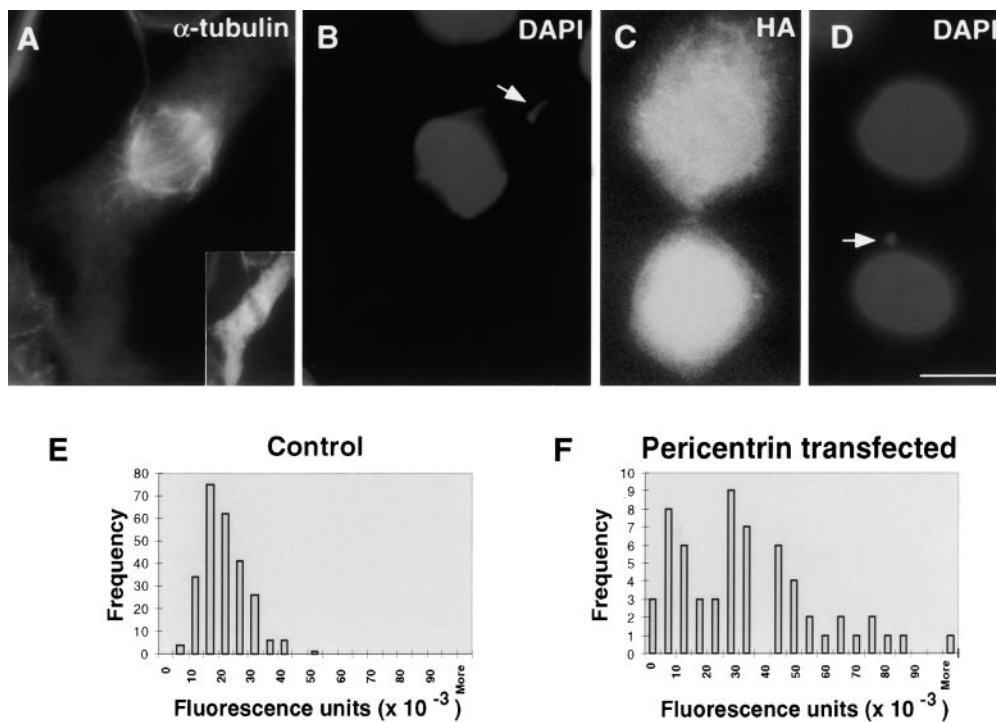 A α-tubulin B DAPI C HA D DAPI
E Control
80
70
60
50
40
30
20
10
0
Frequency
0 10 20 30 40 50 60 70 80 90 More
Fluorescence units (x 10 -3)
F Pericentrin transfected
10
9
8
7
6
5
4
3
2
1
0
Frequency
0 10 20 30 40 50 60 70 80 90 More
Fluorescence units (x 10 -3)